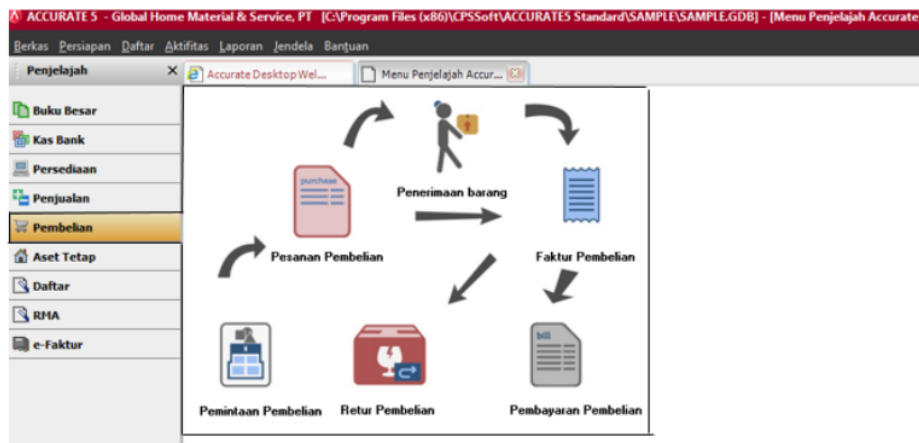 ACCURATE 5 - Global Home Material & Service, PT [C:\Program Files (x86)\CPSSoft\ACCURATE5 Standard\SAMPLE\SAMPLE.GDB] - [Menu Penjelajah Accurate
Berkas Persiapan Daftar Aktifitas Laporan Jendela Bantuan
Penjelajah X
Accurate Desktop Wel...
Menu Penjelajah Accur...
Buku Besar
Kas Bank
Persediaan
Penjualan
Pembelian
Aset Tetap
Daftar
RMA
e-Faktur
purchase
Penerimaan barang
Pesanan Pembelian
Faktur Pembelian
bill
Pemintaan Pembelian
Retur Pembelian
Pembayaran Pembelian